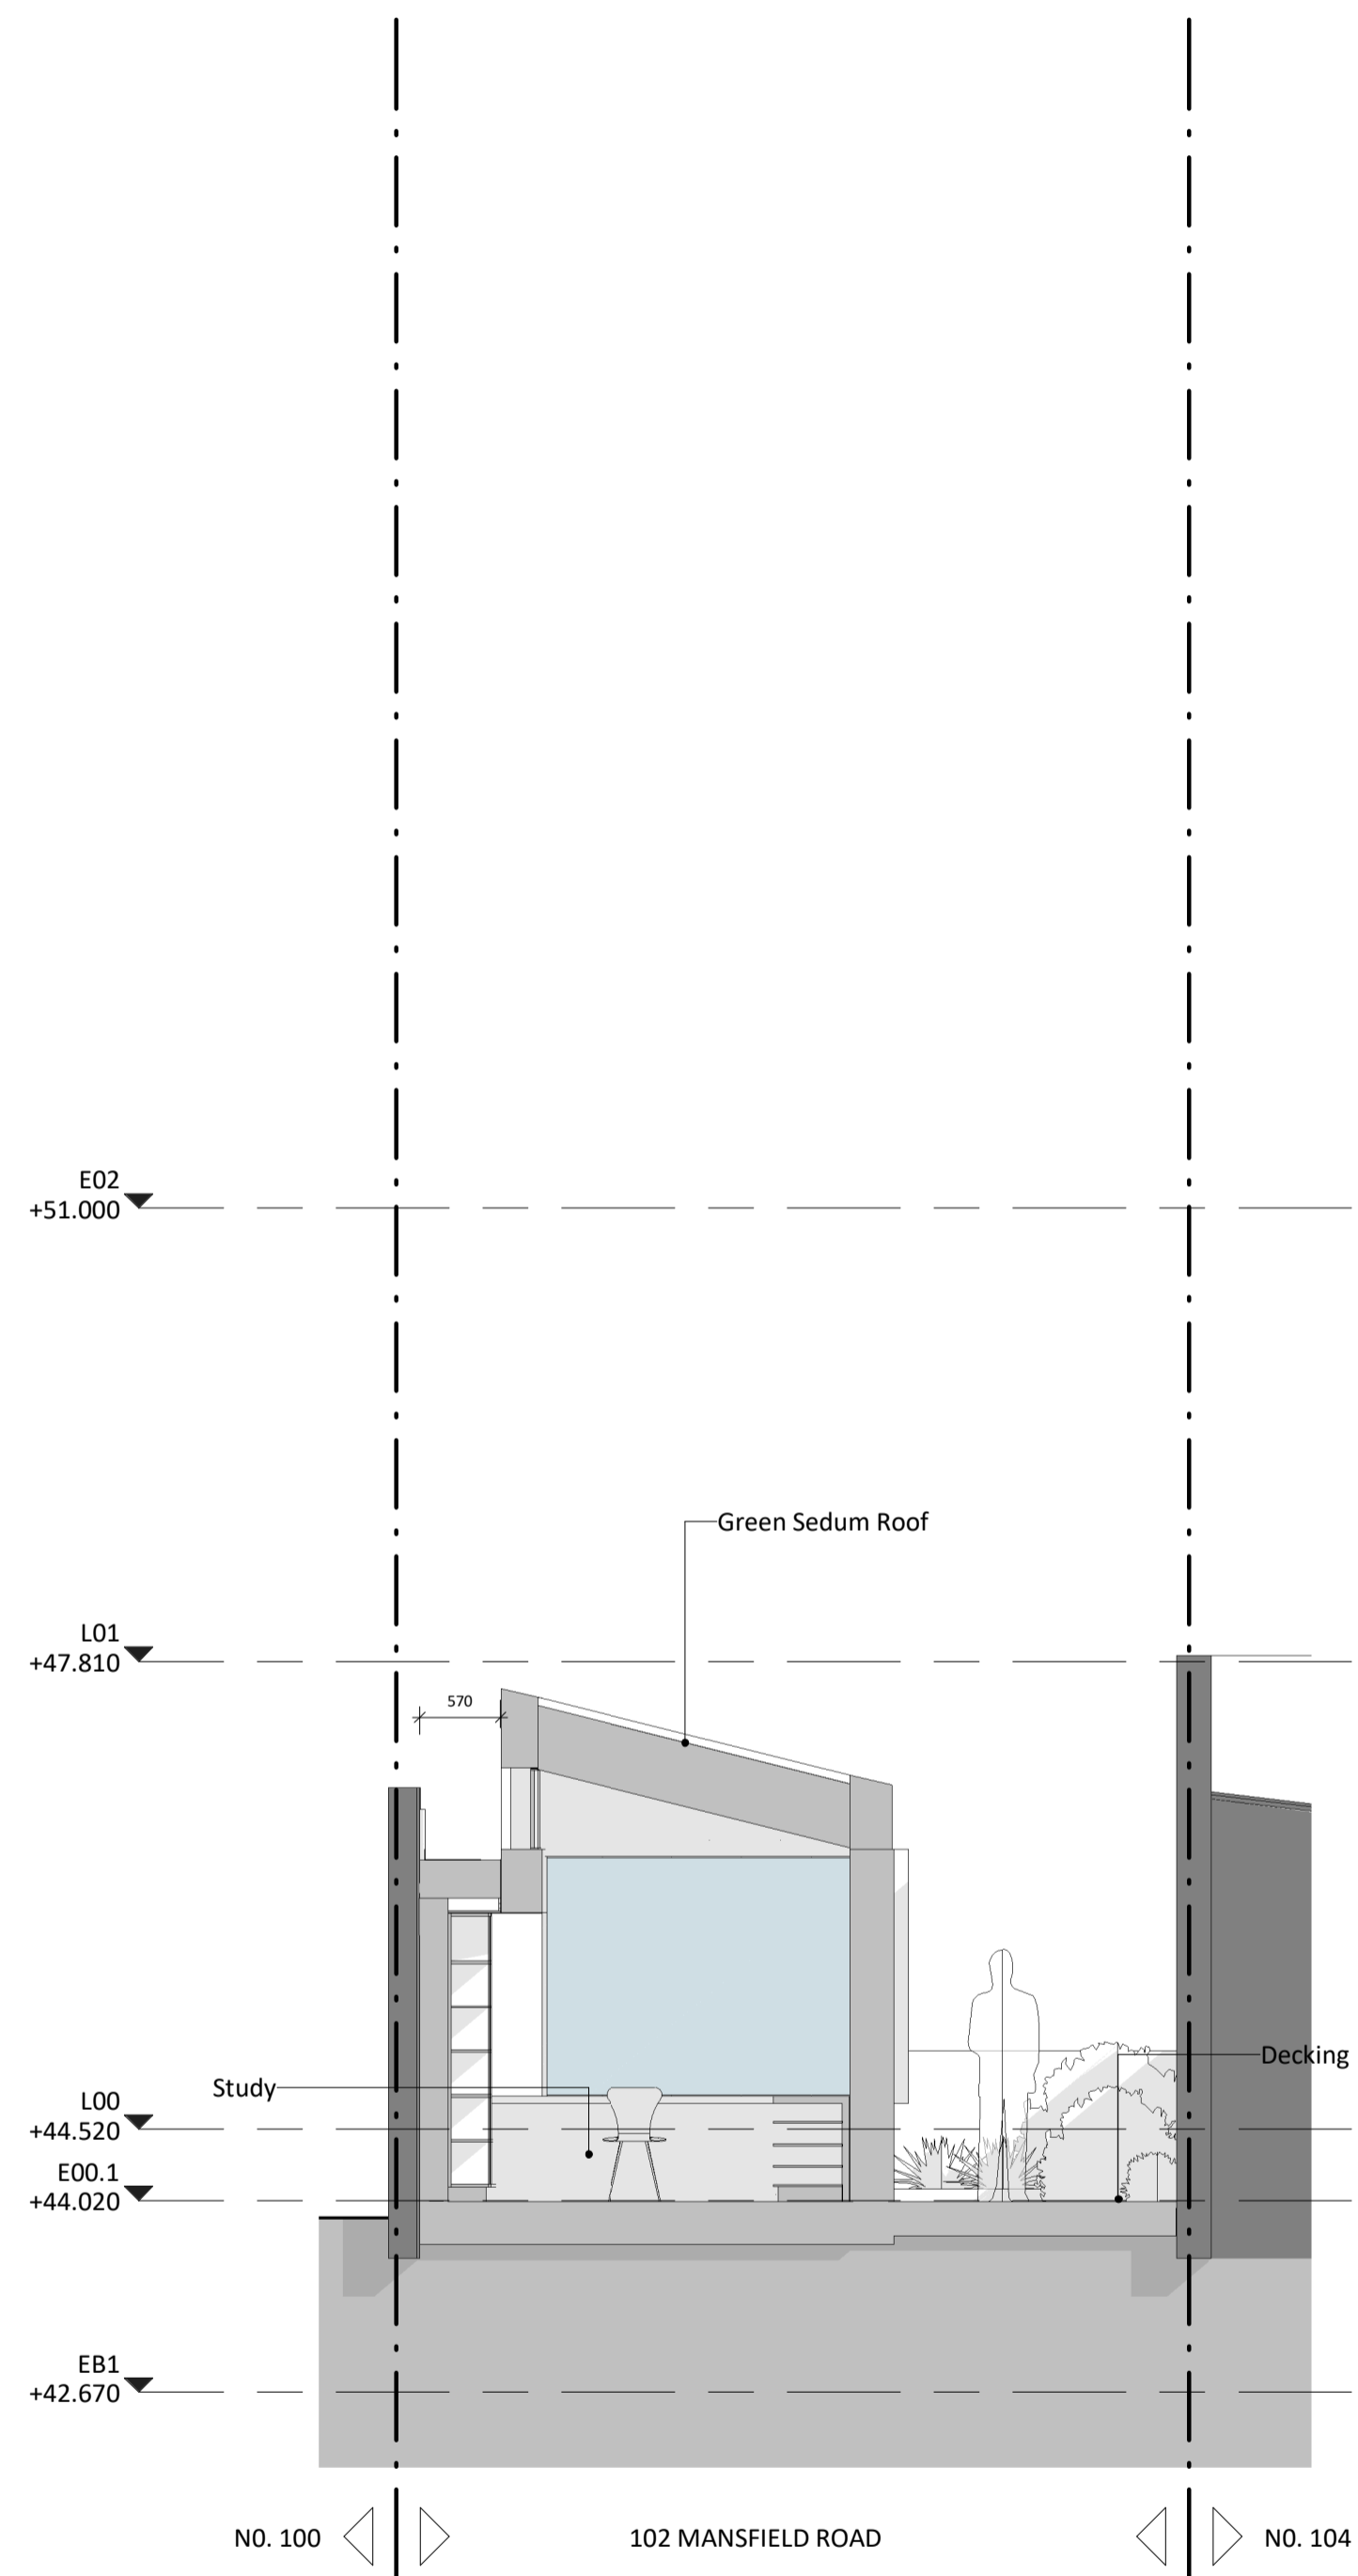 E02
+51.000
Green Sedum Roof
L01
+47.810
570
Decking
Study
L00
+44.520
E00.1
+44.020
EB1
+42.670
N0. 100
102 MANSFIELD ROAD
N0. 104